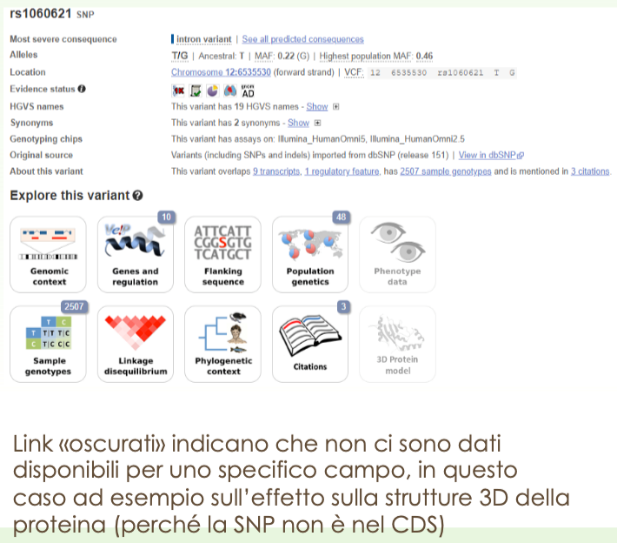 rs1060621 SNP
Most severe consequence intron variant | See all predicted consequences
Alleles T/G | Ancestral: T | MAF: 0.22 (G) | Highest population MAF: 0.46
Location Chromosome 12:6535530 (forward strand) | VCF: 12 6535530 rs1060621 T G
Evidence status
HGVS names This variant has 19 HGVS names - Show
Synonyms This variant has 2 synonyms - Show
Genotyping chips This variant has assays on: Illumina_HumanOmni5, Illumina_HumanOmni2.5
Original source Variants (including SNPs and indels) imported from dbSNP (release 151) | View in dbSNP
About this variant This variant overlaps 9 transcripts, 1 regulatory feature, has 2507 sample genotypes and is mentioned in 3 citations.
Explore this variant
Genomic context
10
Ve!P
Genes and regulation
ATTCATT
CGGSGTG
TCATGCT
Flanking sequence
48
Population genetics
Phenotype data
2507
T C
T T|T T|C
C T|C C|C
Sample genotypes
Linkage disequilibrium
Phylogenetic context
3
Citations
3D Protein model
Link «oscurati» indicano che non ci sono dati
disponibili per uno specifico campo, in questo
caso ad esempio sull'effetto sulla strutture 3D della
proteina (perché la SNP non è nel CDS)